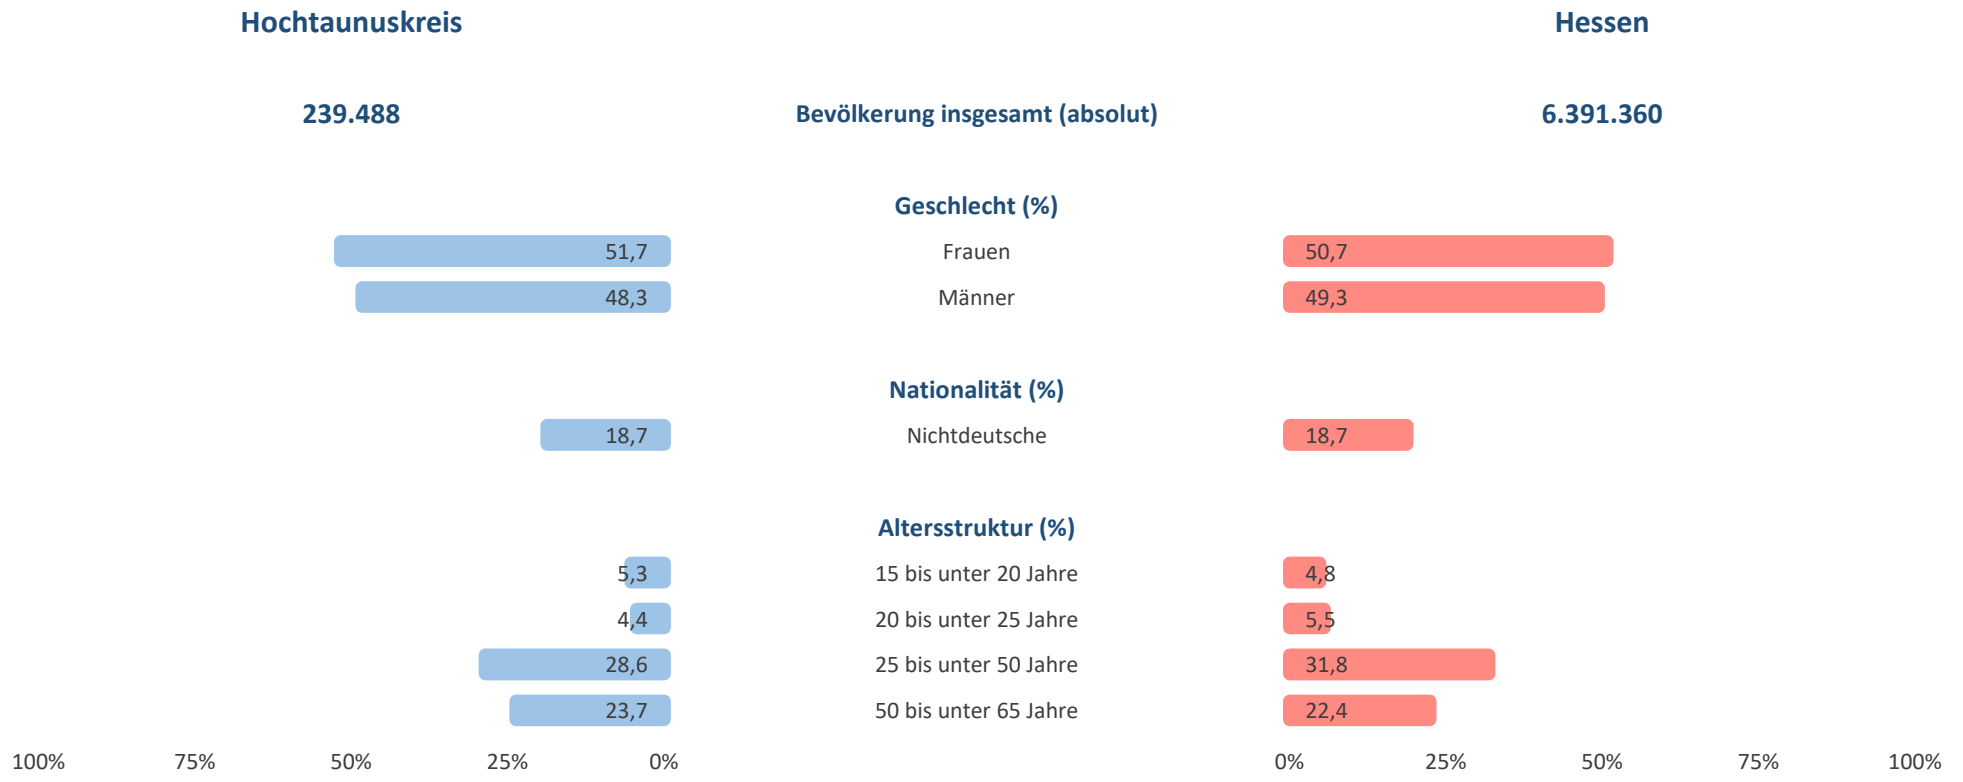 Hochtaunuskreis Hessen
239.488 Bevölkerung insgesamt (absolut) 6.391.360
Geschlecht (%)
51,7 Frauen 50,7
48,3 Männer 49,3
Nationalität (%)
18,7 Nichtdeutsche 18,7
Altersstruktur (%)
5,3 15 bis unter 20 Jahre 4,8
4,4 20 bis unter 25 Jahre 5,5
28,6 25 bis unter 50 Jahre 31,8
23,7 50 bis unter 65 Jahre 22,4
100% 75% 50% 25% 0% 0% 25% 50% 75% 100%